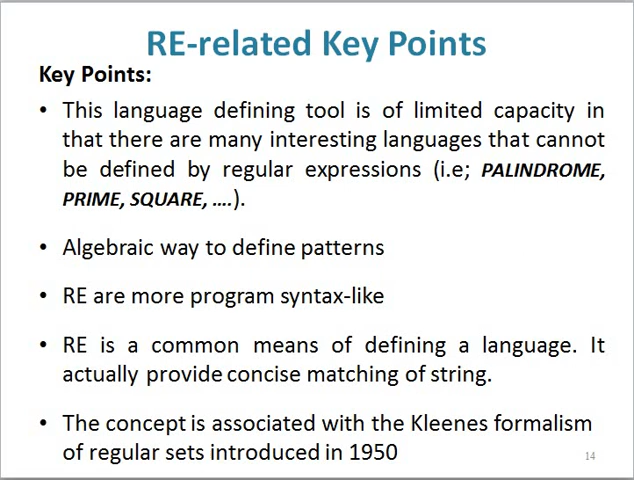 RE-related Key Points
Key Points:
• This language defining tool is of limited capacity in
that there are many interesting languages that cannot
be defined by regular expressions (i.e; PALINDROME,
PRIME, SQUARE, ....).
• Algebraic way to define patterns
• RE are more program syntax-like
• RE is a common means of defining a language. It
actually provide concise matching of string.
• The concept is associated with the Kleenes formalism
of regular sets introduced in 1950
14